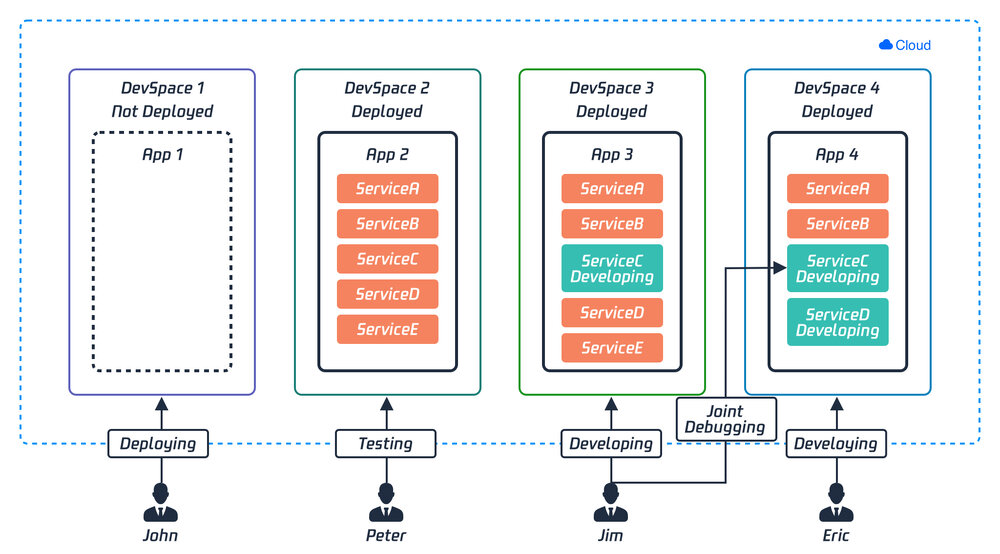 Cloud
DevSpace 1
Not Deployed
App 1
DevSpace 2
Deployed
App 2
ServiceA
ServiceB
ServiceC
ServiceD
ServiceE
DevSpace 3
Deployed
App 3
ServiceA
ServiceB
ServiceC
Developing
ServiceD
ServiceE
DevSpace 4
Deployed
App 4
ServiceA
ServiceB
ServiceC
Developing
ServiceD
Developing
Joint
Debugging
Deploying
Testing
Developing
Develoying
John
Peter
Jim
Eric